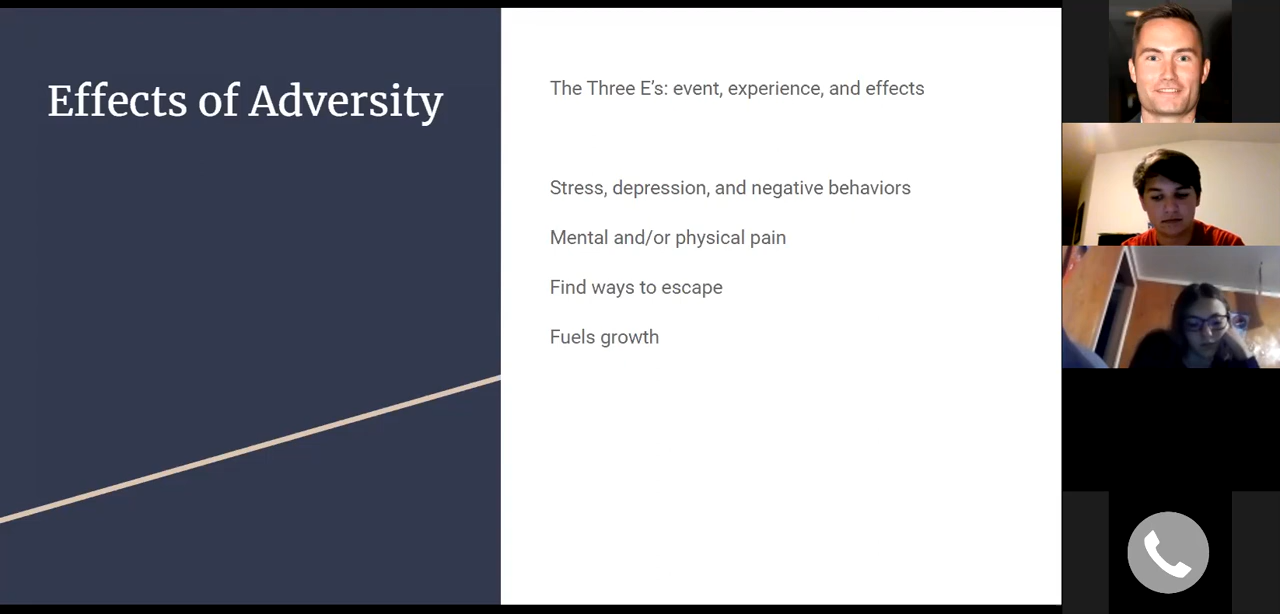 Effects of Adversity
The Three E’s: event, experience, and effects
Stress, depression, and negative behaviors
Mental and/or physical pain
Find ways to escape
Fuels growth